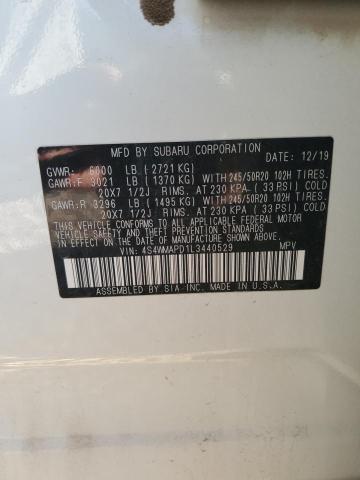 MFD BY SUBARU CORPORATION DATE: 12/19
GVWR: 6000 LB (2721 KG)
GAWR:F 3021 LB (1370 KG) WITH 245/50R20 102H TIRES.
20X7 1/2J RIMS. AT 230 KPA (33 PSI) COLD
GAWR:R 3296 LB (1495 KG) WITH 245/50R20 102H TIRES.
20X7 1/2J RIMS. AT 230 KPA (33 PSI) COLD
THIS VEHICLE CONFORMS TO ALL APPLICABLE FEDERAL MOTOR
VEHICLE SAFETY STANDARDS IN EFFECT ON THE DATE OF
MANUFACTURE SHOWN ABOVE.
VIN: 4S4WMAPD1L3440529 MPV
ASSEMBLED BY SIA INC. MADE IN U.S.A.